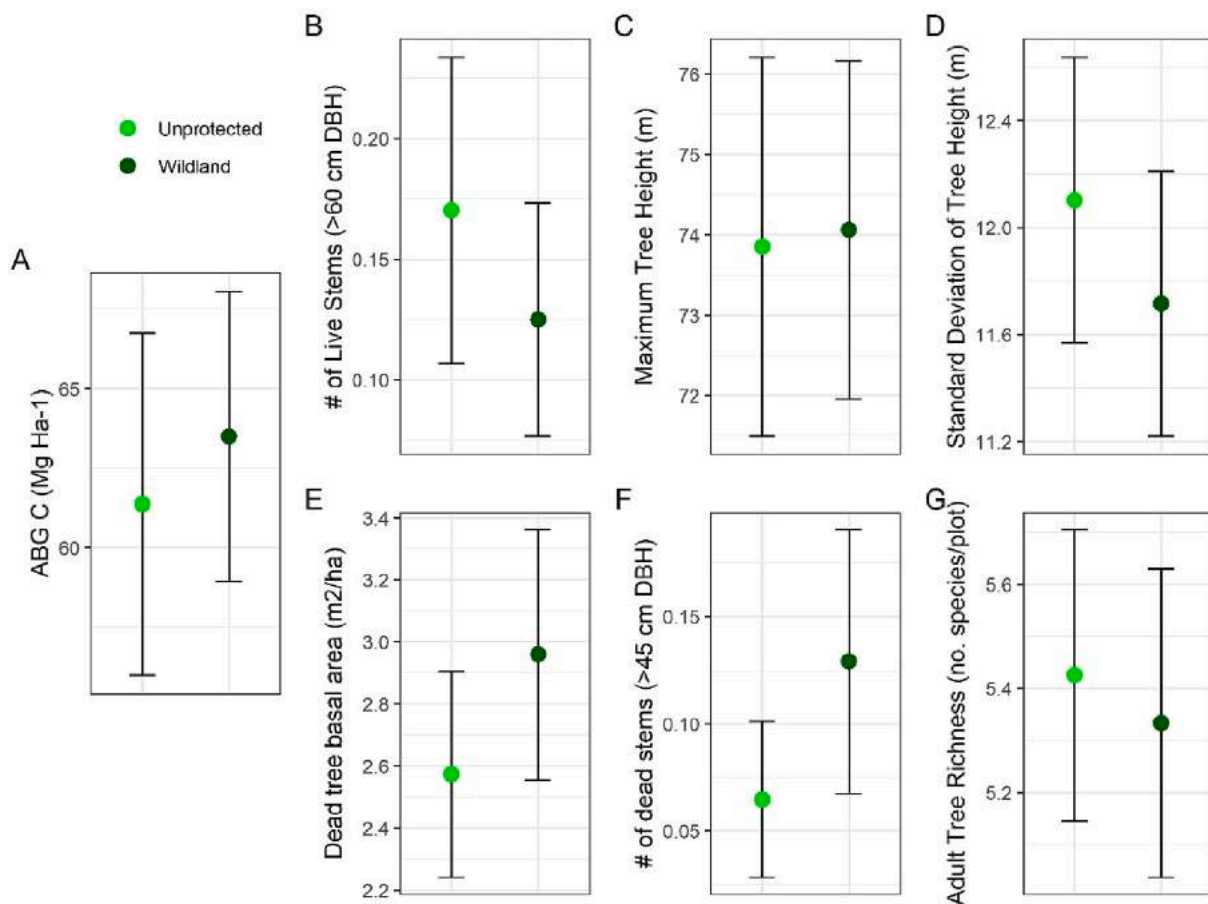 Unprotected
Wildland
A
ABG C (Mg Ha-1)
65
60
B
# of Live Stems (>60 cm DBH)
0.20
0.15
0.10
C
Maximum Tree Height (m)
76
75
74
73
72
D
Standard Deviation of Tree Height (m)
12.4
12.0
11.6
11.2
E
Dead tree basal area (m2/ha)
3.4
3.2
3.0
2.8
2.6
2.4
2.2
F
# of dead stems (>45 cm DBH)
0.15
0.10
0.05
G
Adult Tree Richness (no. species/plot)
5.6
5.4
5.2